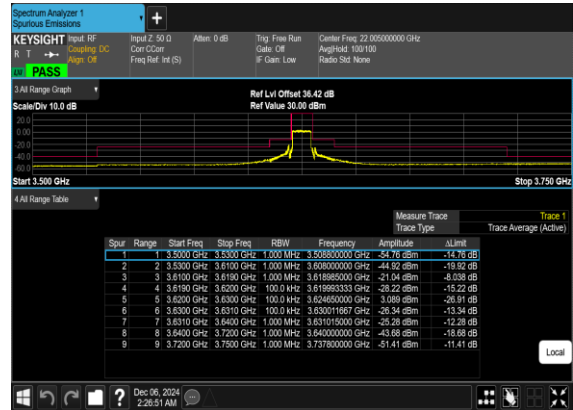 Spectrum Analyzer 1
Spurious Emissions
KEYSIGHT Input: RF Input Z: 50 Ω Atten: 0 dB Trig: Free Run Center Freq: 22.005000000 GHz
R T Coupling: DC Corr CCorr Gate: Off Avg|Hold: 100/100
Align: Off Freq Ref: Int (S) IF Gain: Low Radio Std: None
PASS
3 All Range Graph Ref Lvl Offset 36.42 dB
Scale/Div 10.0 dB Ref Value 30.00 dBm
20.0
0.00
-20.0
-40.0
-60.0
Start 3.500 GHz Stop 3.750 GHz
4 All Range Table
Measure Trace Trace 1
Trace Type Trace Average (Active)
Spur Range Start Freq Stop Freq RBW Frequency Amplitude ΔLimit
1 1 3.5000 GHz 3.5300 GHz 1.000 MHz 3.508800000 GHz -54.76 dBm -14.76 dB
2 2 3.5300 GHz 3.6100 GHz 1.000 MHz 3.608000000 GHz -44.92 dBm -19.92 dB
3 3 3.6100 GHz 3.6190 GHz 1.000 MHz 3.618985000 GHz -21.04 dBm -8.038 dB
4 4 3.6190 GHz 3.6200 GHz 100.0 kHz 3.619993333 GHz -28.22 dBm -15.22 dB
5 5 3.6200 GHz 3.6300 GHz 100.0 kHz 3.624650000 GHz 3.089 dBm -26.91 dB
6 6 3.6300 GHz 3.6310 GHz 100.0 kHz 3.630011667 GHz -26.34 dBm -13.34 dB
7 7 3.6310 GHz 3.6400 GHz 1.000 MHz 3.631015000 GHz -25.28 dBm -12.28 dB
8 8 3.6400 GHz 3.7200 GHz 1.000 MHz 3.640000000 GHz -43.68 dBm -18.68 dB
9 9 3.7200 GHz 3.7500 GHz 1.000 MHz 3.737800000 GHz -51.41 dBm -11.41 dB
Local
? Dec 06, 2024
2:26:51 AM